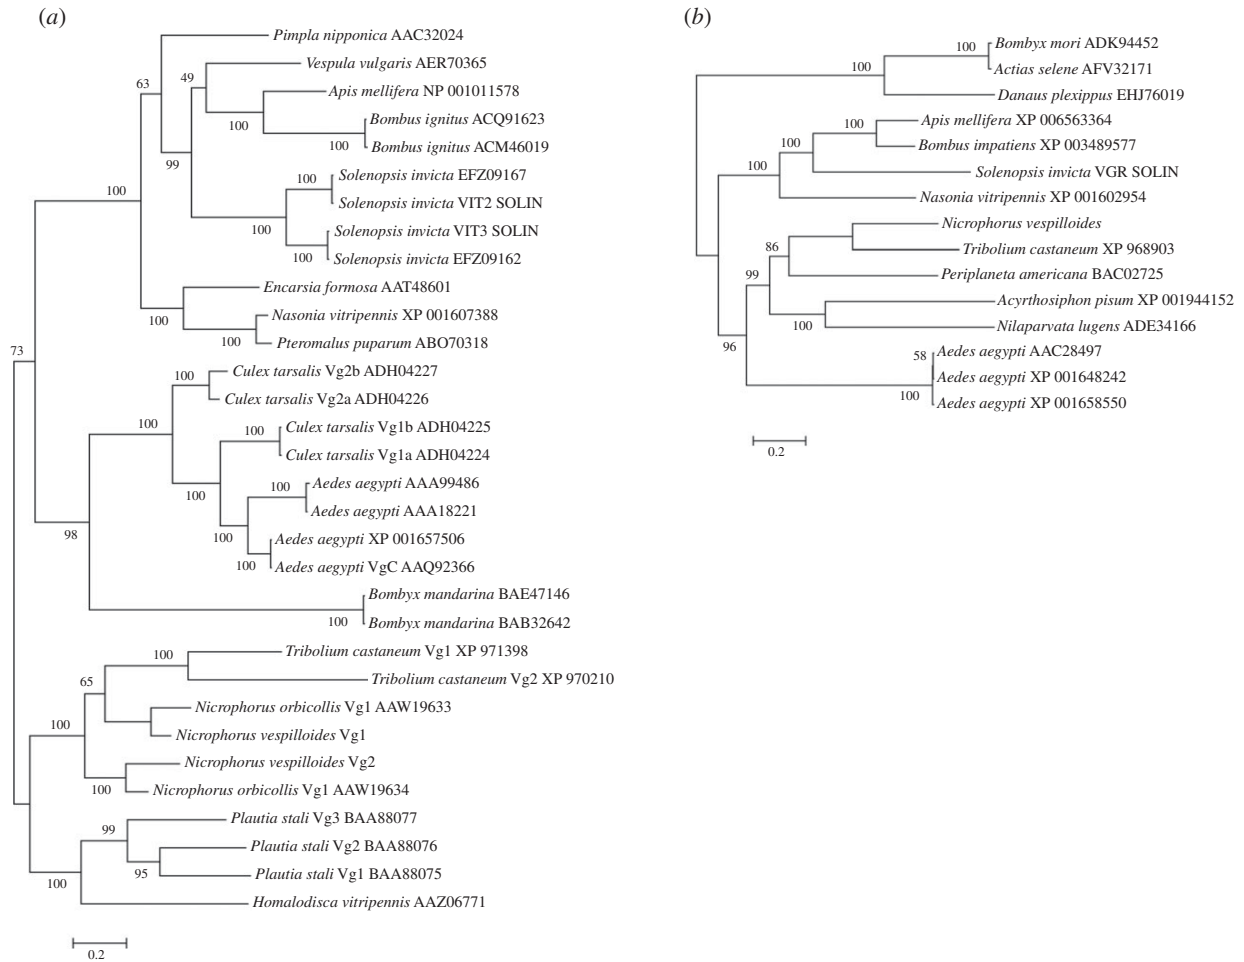 (a)
Pimpla nipponica AAC32024
63
49
Vespula vulgaris AER70365
Apis mellifera NP 001011578
100
Bombus ignitus ACQ91623
100
Bombus ignitus ACM46019
99
100
Solenopsis invicta EFZ09167
100
Solenopsis invicta VIT2 SOLIN
100
Solenopsis invicta VIT3 SOLIN
100
Solenopsis invicta EFZ09162
Encarsia formosa AAT48601
100
Nasonia vitripennis XP 001607388
100
Pteromalus puparum ABO70318
73
100
Culex tarsalis Vg2b ADH04227
Culex tarsalis Vg2a ADH04226
100
100
Culex tarsalis Vg1b ADH04225
Culex tarsalis Vg1a ADH04224
100
100
Aedes aegypti AAA99486
Aedes aegypti AAA18221
100
Aedes aegypti XP 001657506
100
Aedes aegypti VgC AAQ92366
98
Bombyx mandarina BAE47146
100
Bombyx mandarina BAB32642
100
Tribolium castaneum Vg1 XP 971398
Tribolium castaneum Vg2 XP 970210
65
Nicrophorus orbicollis Vg1 AAW19633
100
Nicrophorus vespilloides Vg1
Nicrophorus vespilloides Vg2
100
Nicrophorus orbicollis Vg1 AAW19634
Plautia stali Vg3 BAA88077
99
Plautia stali Vg2 BAA88076
95
Plautia stali Vg1 BAA88075
100
Homalodisca vitripennis AAZ06771
0.2
(b)
100
Bombyx mori ADK94452
100
Actias selene AFV32171
Danaus plexippus EHJ76019
100
Apis mellifera XP 006563364
100
Bombus impatiens XP 003489577
100
Solenopsis invicta VGR SOLIN
Nasonia vitripennis XP 001602954
Nicrophorus vespilloides
86
Tribolium castaneum XP 968903
99
Periplaneta americana BAC02725
Acyrthosiphon pisum XP 001944152
100
Nilaparvata lugens ADE34166
96
58
Aedes aegypti AAC28497
Aedes aegypti XP 001648242
100
Aedes aegypti XP 001658550
0.2